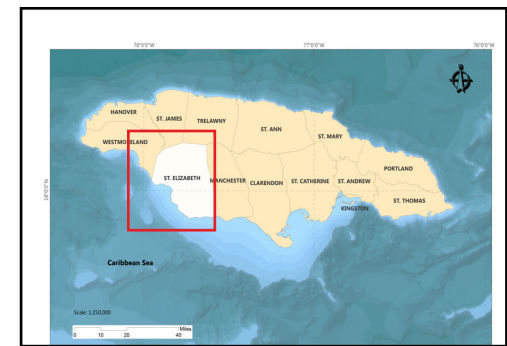 78°0'0"W 77°0'0"W 76°0'0"W
HANOVER
ST. JAMES
TRELAWNY
ST. ANN
ST. MARY
WESTMORELAND
PORTLAND
ST. ELIZABETH
MANCHESTER
CLARENDON
ST. CATHERINE
ST. ANDREW
ST. THOMAS
KINGSTON
18°0'0"N
Caribbean Sea
Scale: 1:250,000
Miles
0 10 20 40